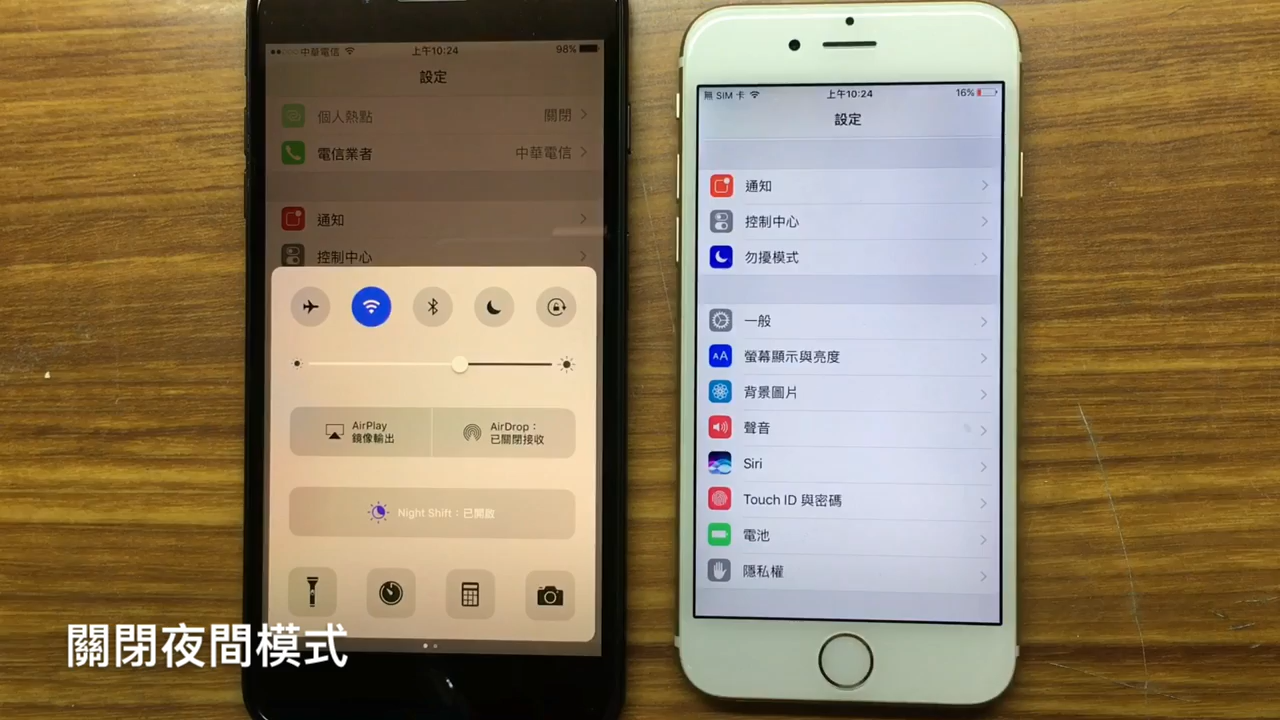 中華電信
上午10:24
98%
設定
個人熱點
關閉
電信業者
中華電信
通知
控制中心
AirPlay
鏡像輸出
AirDrop：
已關閉接收
Night Shift：已開啟
無 SIM 卡
上午10:24
16%
設定
通知
控制中心
勿擾模式
一般
AA
螢幕顯示與亮度
背景圖片
聲音
Siri
Touch ID 與密碼
電池
隱私權
關閉夜間模式